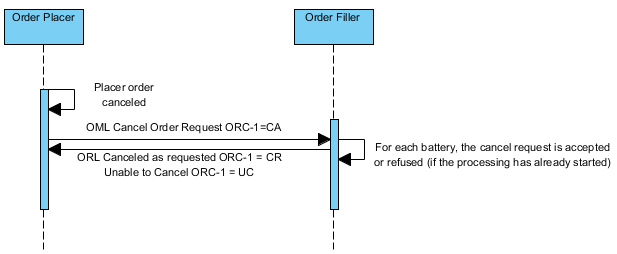 Order Placer
Order Filler
Placer order
canceled
OML Cancel Order Request ORC-1=CA
ORL Canceled as requested ORC-1 = CR
Unable to Cancel ORC-1 = UC
For each battery, the cancel request is accepted
or refused (if the processing has already started)